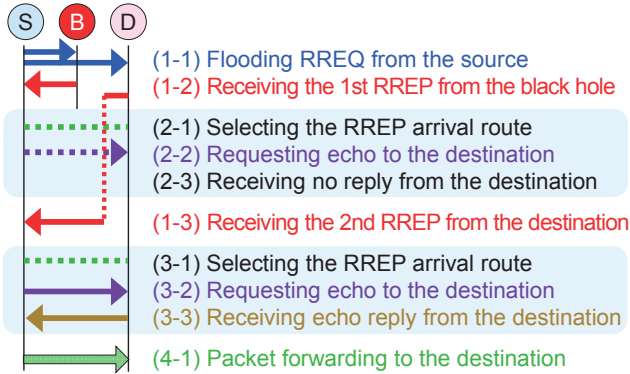 S B D
(1-1) Flooding RREQ from the source
(1-2) Receiving the 1st RREP from the black hole
(2-1) Selecting the RREP arrival route
(2-2) Requesting echo to the destination
(2-3) Receiving no reply from the destination
(1-3) Receiving the 2nd RREP from the destination
(3-1) Selecting the RREP arrival route
(3-2) Requesting echo to the destination
(3-3) Receiving echo reply from the destination
(4-1) Packet forwarding to the destination